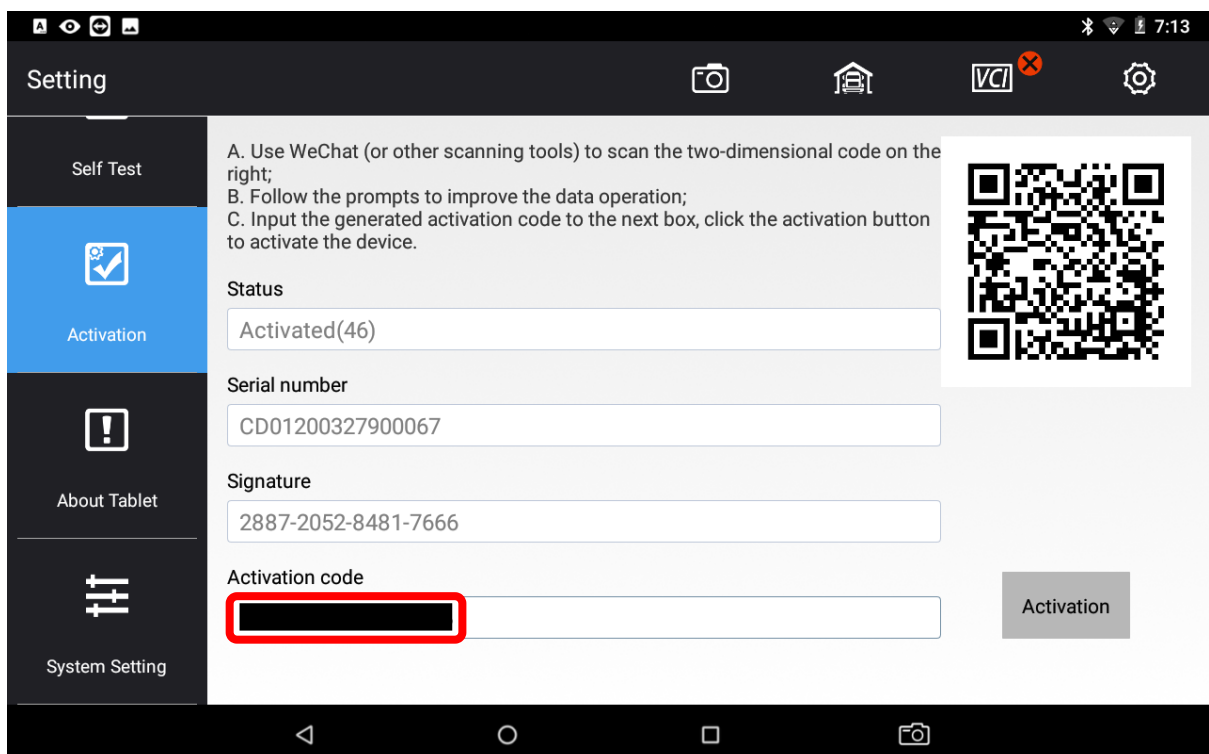 7:13
Setting
VCI
Self Test
Activation
About Tablet
System Setting
A. Use WeChat (or other scanning tools) to scan the two-dimensional code on the
right;
B. Follow the prompts to improve the data operation;
C. Input the generated activation code to the next box, click the activation button
to activate the device.
Status
Activated(46)
Serial number
CD01200327900067
Signature
2887-2052-8481-7666
Activation code
Activation